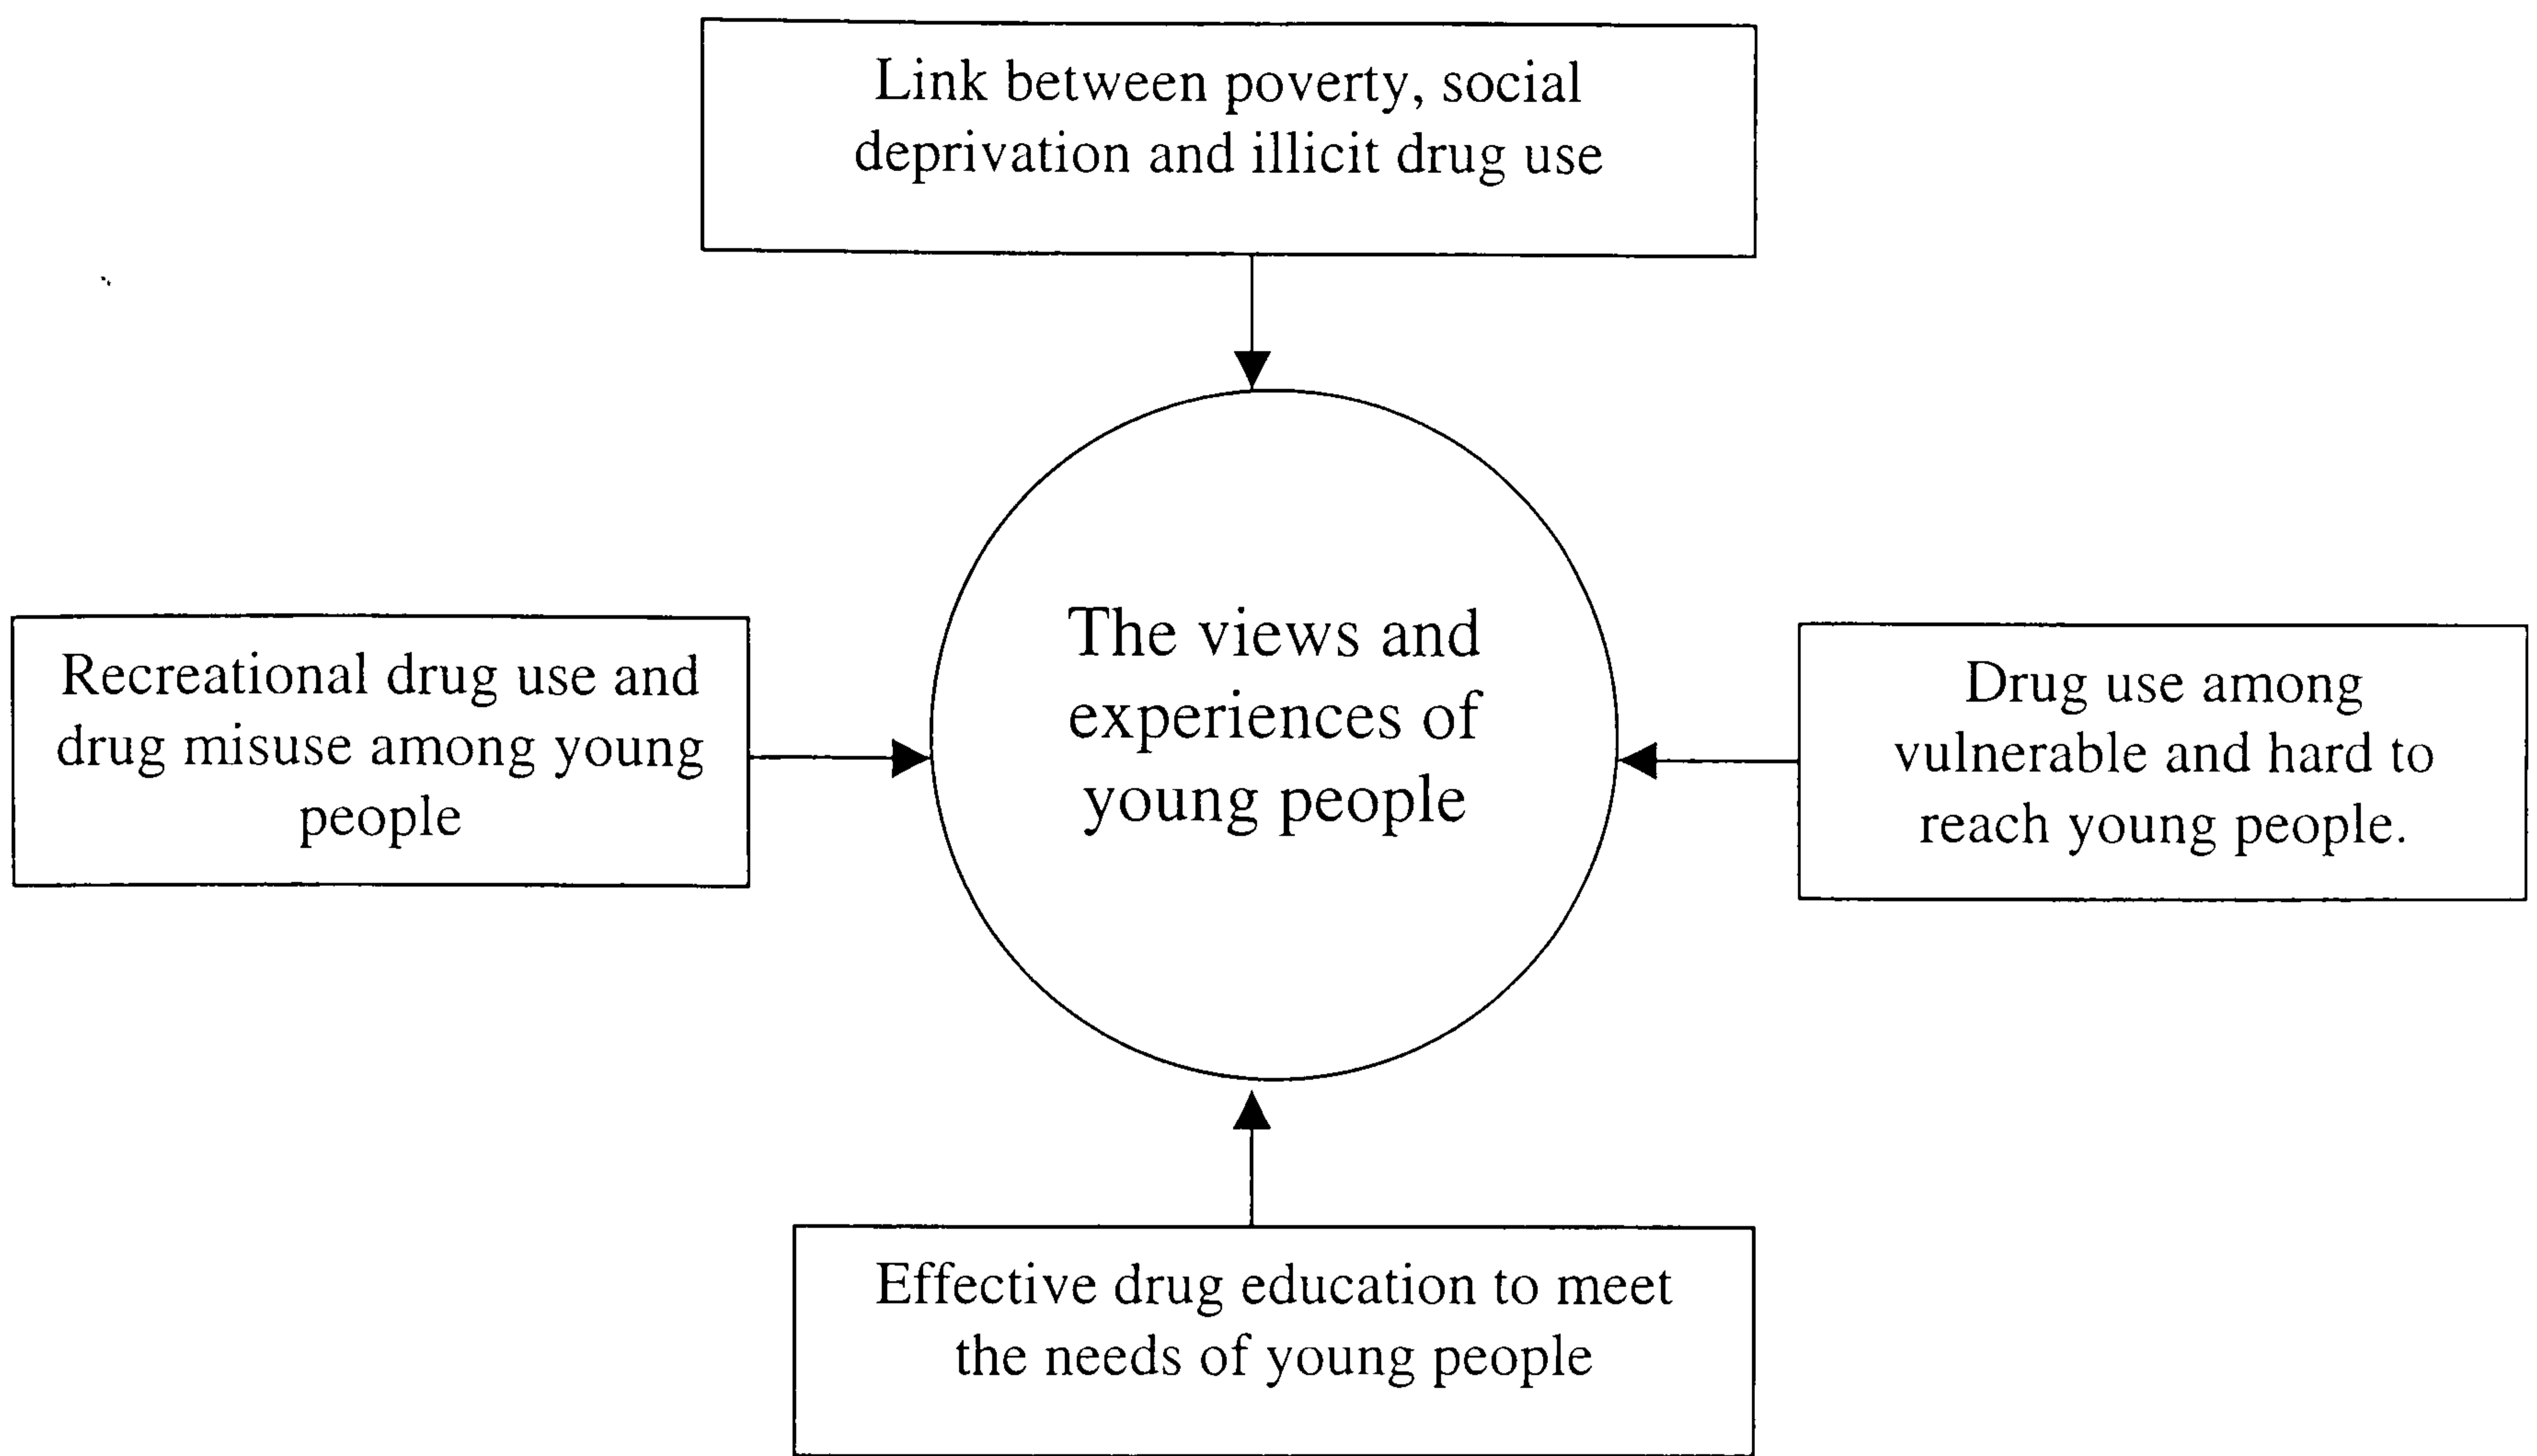 Link between poverty, social
deprivation and illicit drug use
Recreational drug use and
drug misuse among young
people
The views and
experiences of
young people
Drug use among
vulnerable and hard to
reach young people.
Effective drug education to meet
the needs of young people